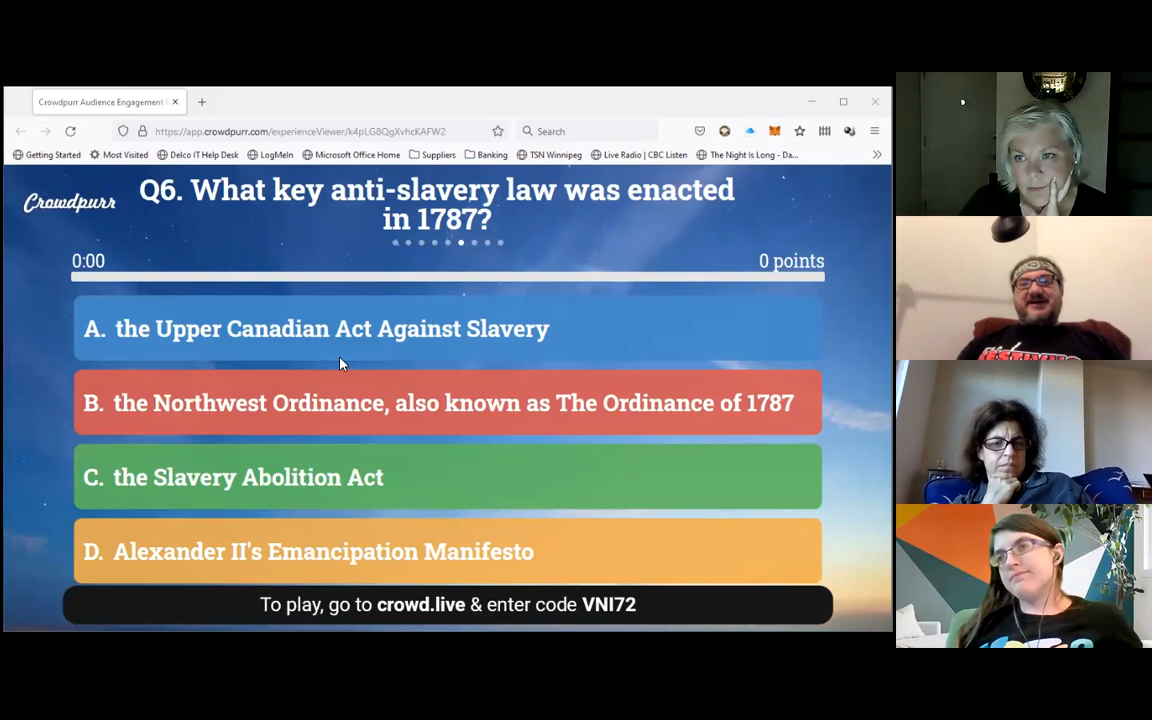 Crowdpurr Audience Engagement
https://app.crowdpurr.com/experienceViewer/k4pLG8QgXvhcKAFW2
Search
Getting Started
Most Visited
Delco IT Help Desk
LogMeIn
Microsoft Office Home
Suppliers
Banking
TSN Winnipeg
Live Radio | CBC Listen
The Night Is Long - Da...
Crowdpurr
Q6. What key anti-slavery law was enacted
in 1787?
0:00
0 points
A. the Upper Canadian Act Against Slavery
B. the Northwest Ordinance, also known as The Ordinance of 1787
C. the Slavery Abolition Act
D. Alexander II's Emancipation Manifesto
To play, go to crowd.live & enter code VNI72